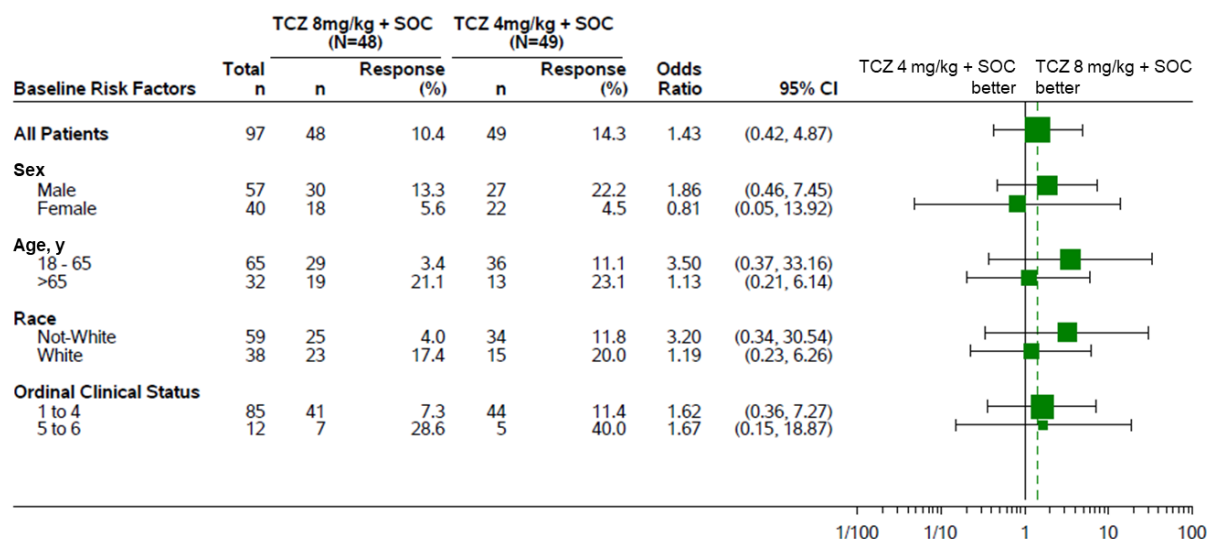 TCZ 8mg/kg + SOC TCZ 4mg/kg + SOC
(N=48) (N=49)
Total Response Response Odds TCZ 4 mg/kg + SOC TCZ 8 mg/kg + SOC
Baseline Risk Factors n n (%) n (%) Ratio 95% CI better better
All Patients 97 48 10.4 49 14.3 1.43 (0.42, 4.87)
Sex
Male 57 30 13.3 27 22.2 1.86 (0.46, 7.45)
Female 40 18 5.6 22 4.5 0.81 (0.05, 13.92)
Age, y
18 - 65 65 29 3.4 36 11.1 3.50 (0.37, 33.16)
>65 32 19 21.1 13 23.1 1.13 (0.21, 6.14)
Race
Not-White 59 25 4.0 34 11.8 3.20 (0.34, 30.54)
White 38 23 17.4 15 20.0 1.19 (0.23, 6.26)
Ordinal Clinical Status
1 to 4 85 41 7.3 44 11.4 1.62 (0.36, 7.27)
5 to 6 12 7 28.6 5 40.0 1.67 (0.15, 18.87)
1/100 1/10 1 10 100